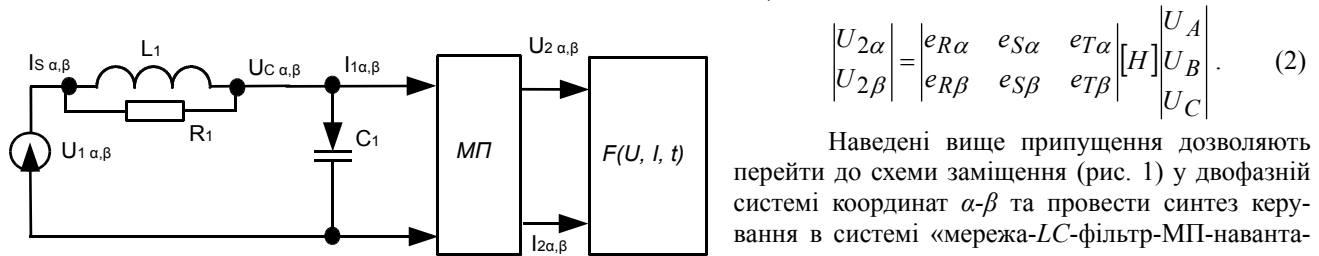 L1
IS α,β
UC α,β
I1α,β
U2 α,β
R1
U1 α,β
C1
МП
F(U, I, t)
I2α,β
|U2α| |eRα eSα eTα| |UA|
|U2β| = |eRβ eSβ eTβ| [H] |UB| . (2)
|UC|
Наведені вище припущення дозволяють
перейти до схеми заміщення (рис. 1) у двофазній
системі координат α-β та провести синтез керу-
вання в системі «мережа-LC-фільтр-МП-наванта-